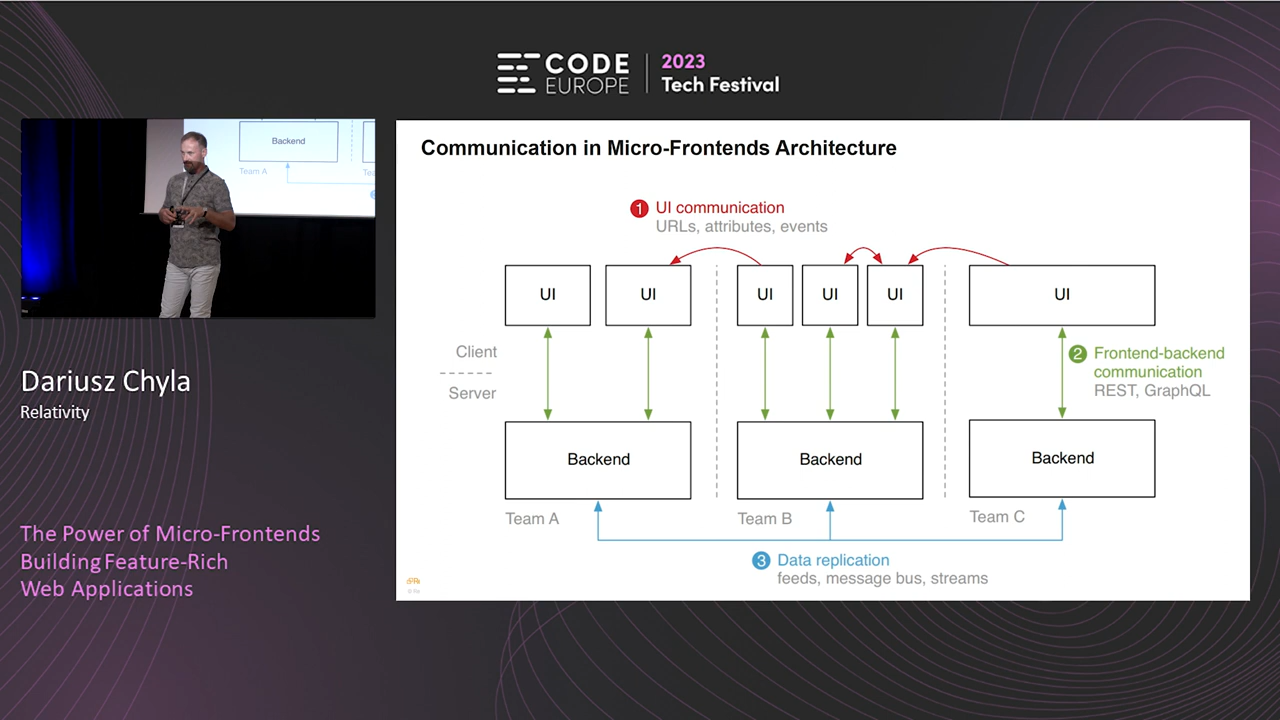 CODE
EUROPE
2023
Tech Festival
Backend
Team A
Dariusz Chyla
Relativity
The Power of Micro-Frontends
Building Feature-Rich
Web Applications
Communication in Micro-Frontends Architecture
1 UI communication
URLs, attributes, events
UI
UI
UI
UI
UI
UI
Client
Server
2 Frontend-backend
communication
REST, GraphQL
Backend
Backend
Backend
Team A
Team B
Team C
3 Data replication
feeds, message bus, streams